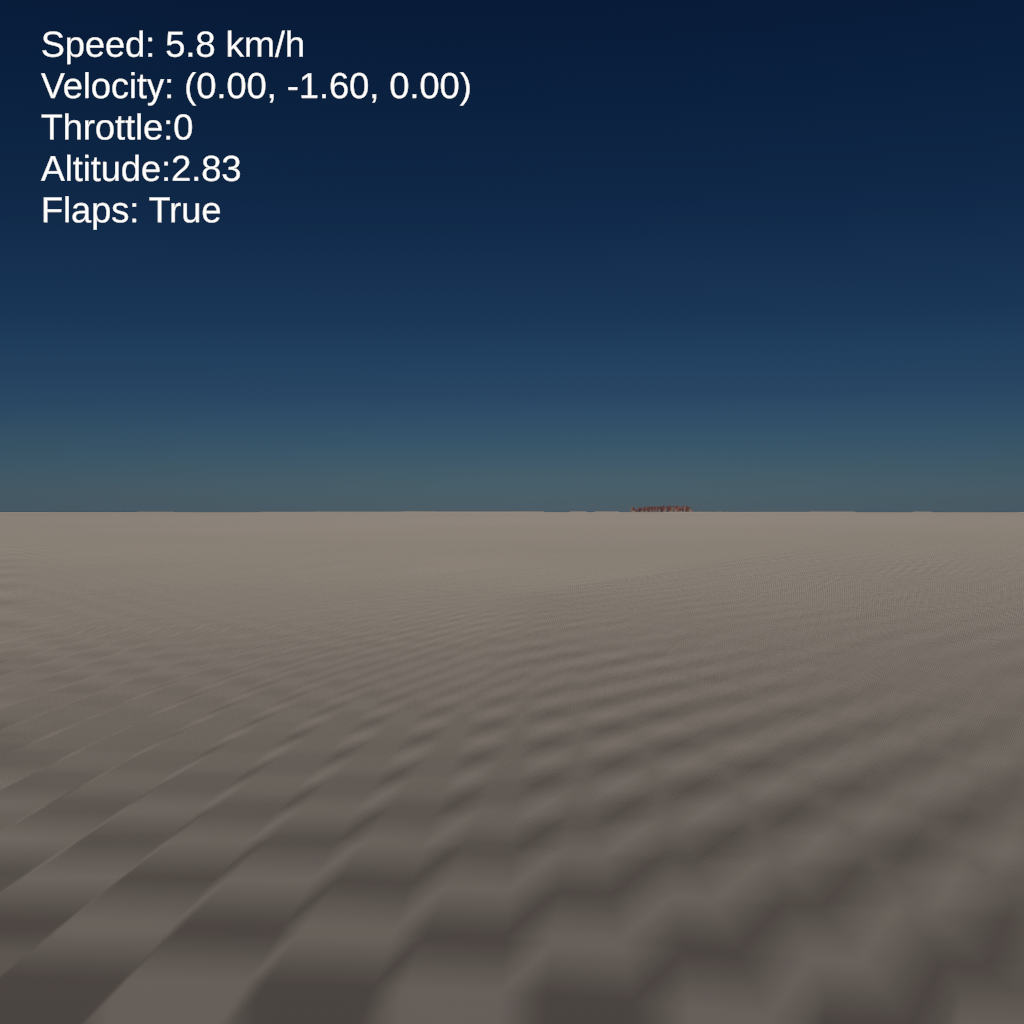 Speed: 5.8 km/h
Velocity: (0.00, -1.60, 0.00)
Throttle:0
Altitude:2.83
Flaps: True